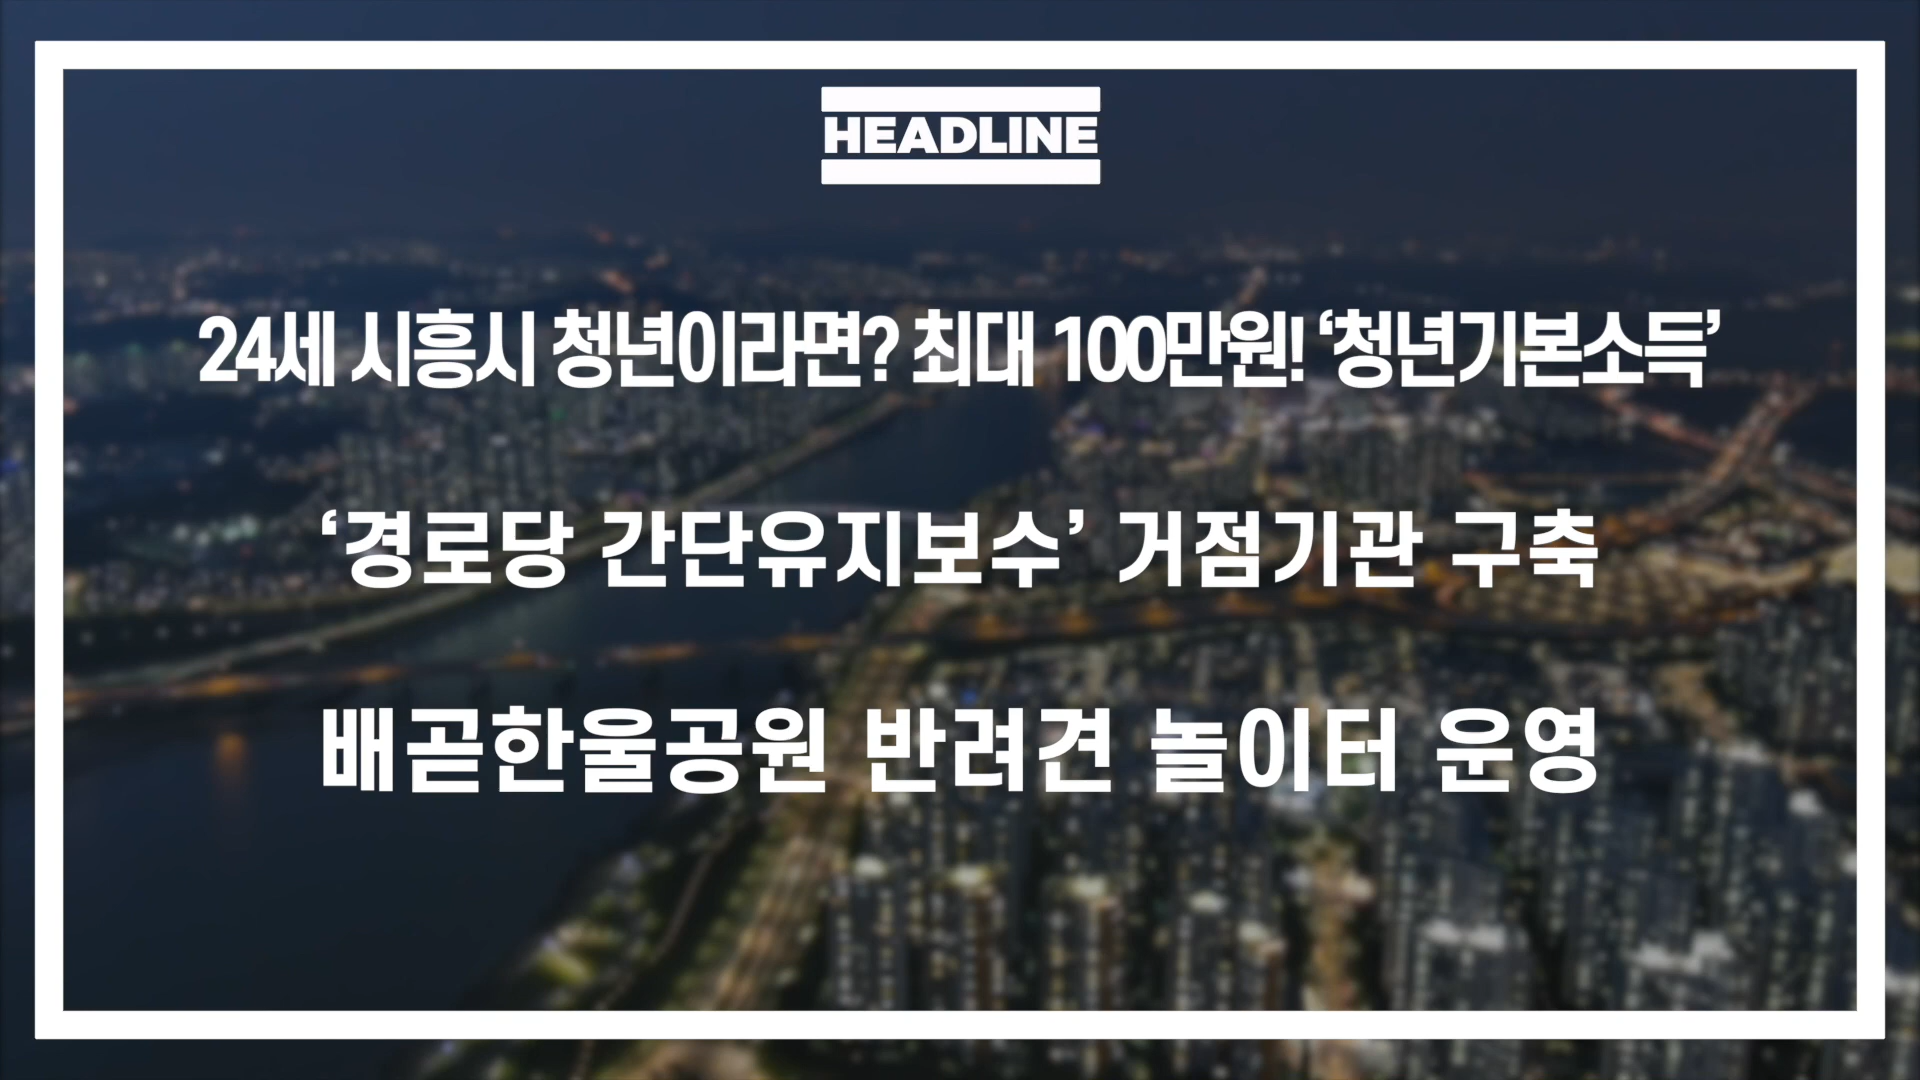 HEADLINE
24세 시흥시 청년이라면? 최대 100만원! ‘청년기본소득’
‘경로당 간단유지보수’ 거점기관 구축
배곧한울공원 반려견 놀이터 운영